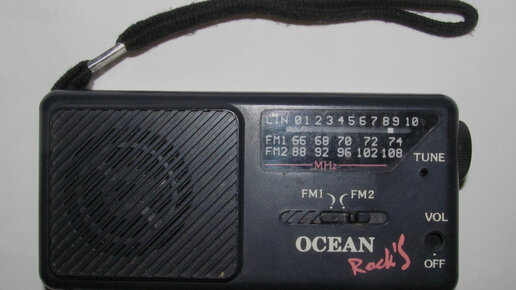 LIN 0 1 2 3 4 5 6 7 8 9 10
FM1 66 68 70 72 74
FM2 88 92 96 102 108
MHz
TUNE
FM1 FM2
VOL
OCEAN
Rock'S
OFF